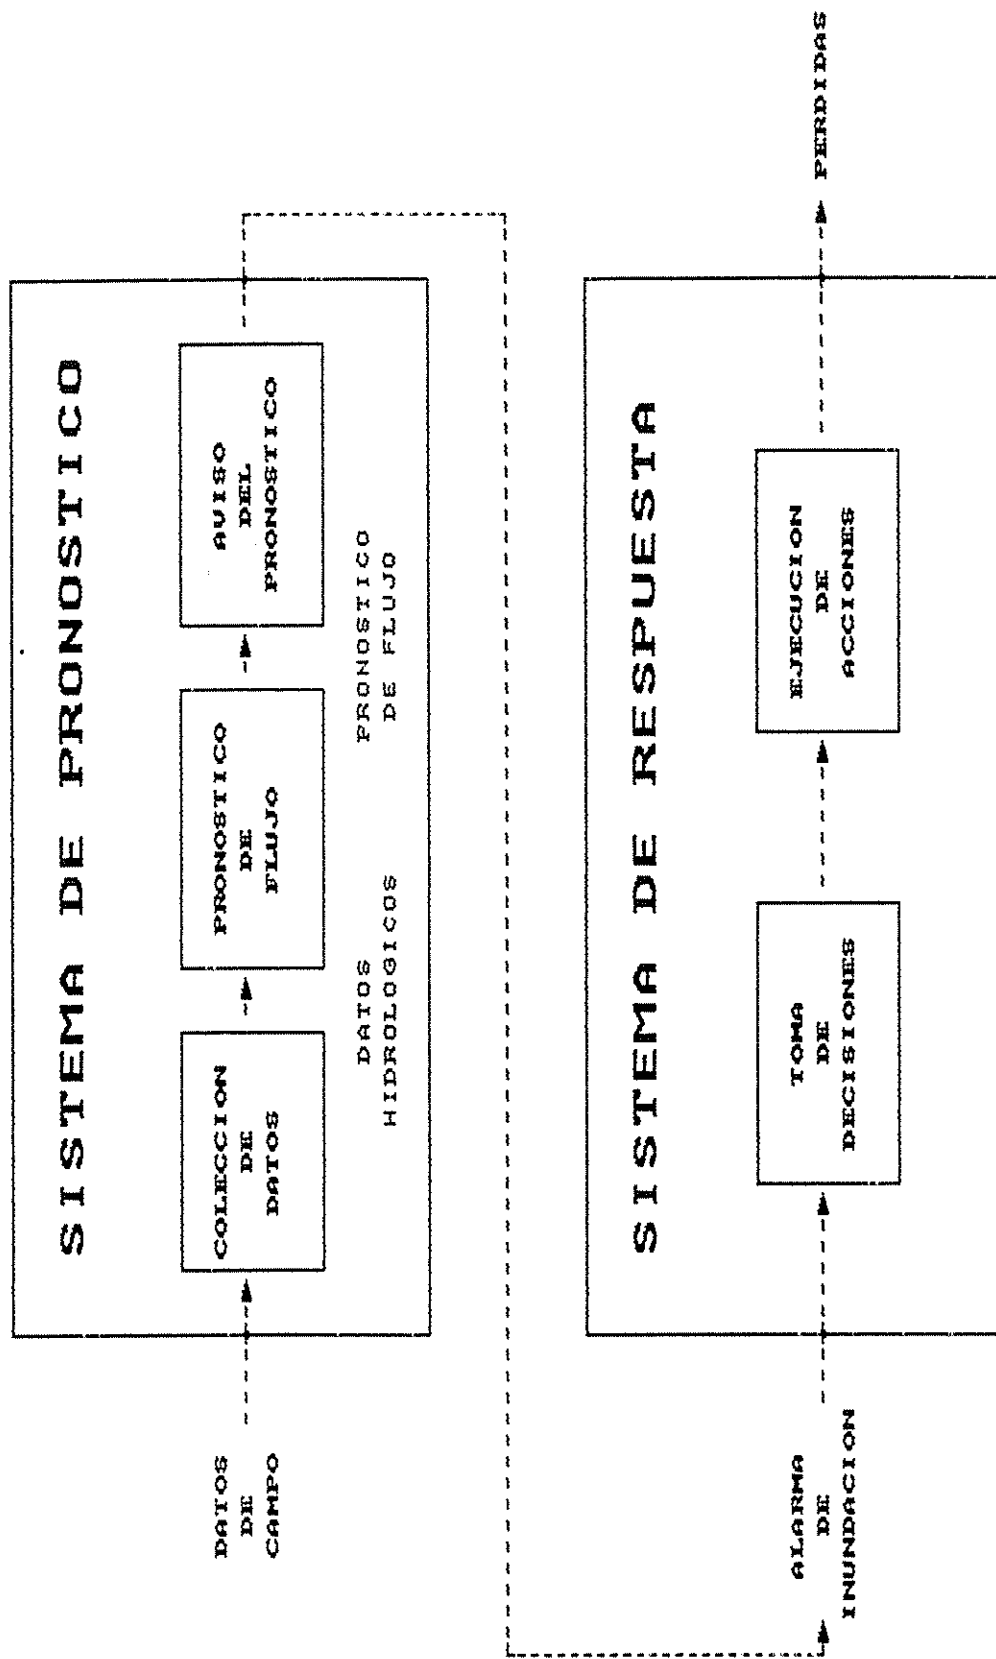 SISTEMA DE PRONOSTICO
DATOS
DE
CAMPO
COLECCION
DE
DATOS
PRONOSTICO
DE
FLUJO
AVISO
DEL
PRONOSTICO
DATOS
HIDROLOGICOS
PRONOSTICO
DE FLUJO
SISTEMA DE RESPUESTA
ALARMA
DE
INUNDACION
TOMA
DE
DECISIONES
EJECUCION
DE
ACCIONES
PERDIDAS